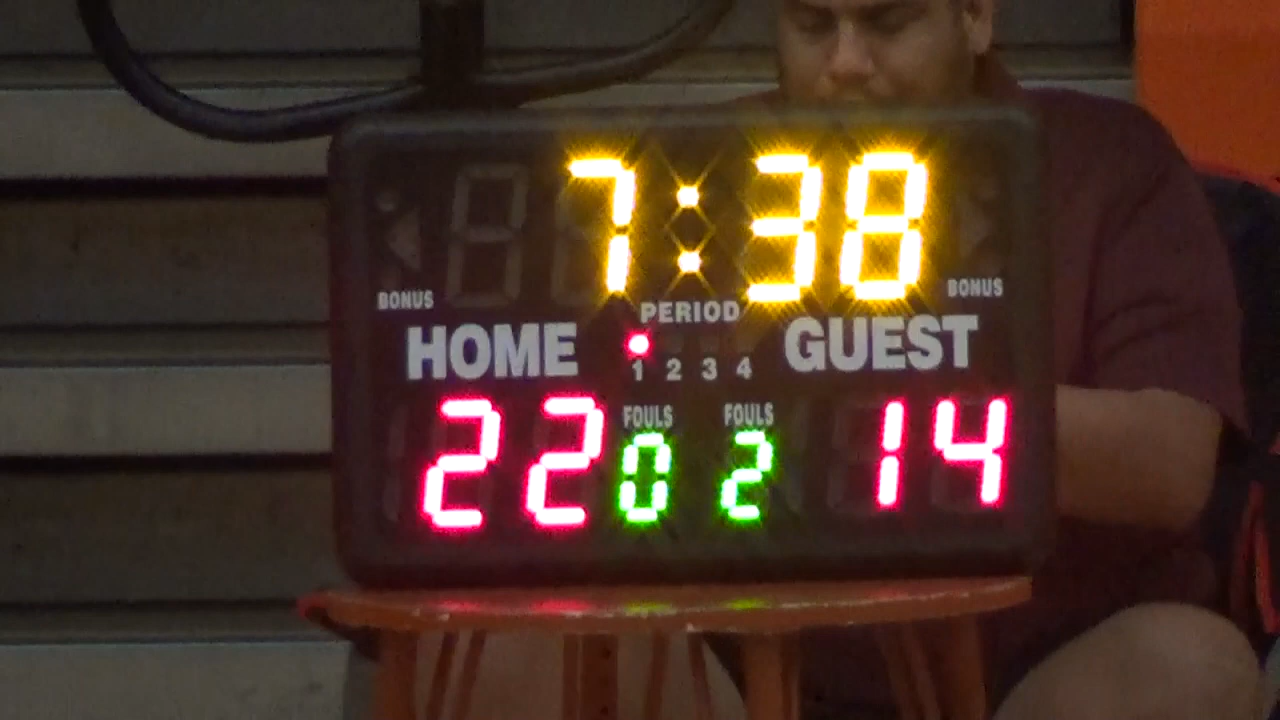 7:38
BONUS BONUS
PERIOD
HOME GUEST
1 2 3 4
FOULS FOULS
22 0 2 14